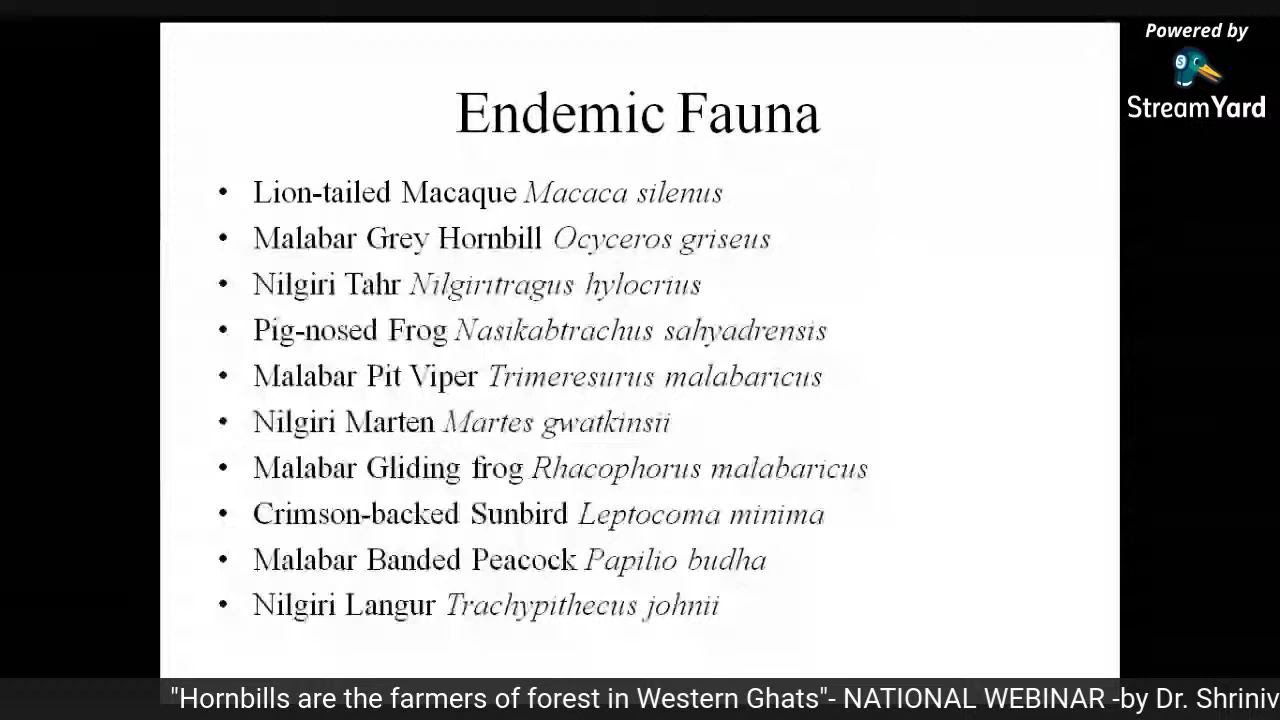 Powered by
StreamYard
Endemic Fauna
• Lion-tailed Macaque Macaca silenus
• Malabar Grey Hornbill Ocyceros griseus
• Nilgiri Tahr Nilgiritragus hylocrius
• Pig-nosed Frog Nasikabtrachus sahyadrensis
• Malabar Pit Viper Trimeresurus malabaricus
• Nilgiri Marten Martes gwatkinsii
• Malabar Gliding frog Rhacophorus malabaricus
• Crimson-backed Sunbird Leptocoma minima
• Malabar Banded Peacock Papilio budha
• Nilgiri Langur Trachypithecus johnii
"Hornbills are the farmers of forest in Western Ghats"- NATIONAL WEBINAR -by Dr. Shriniv